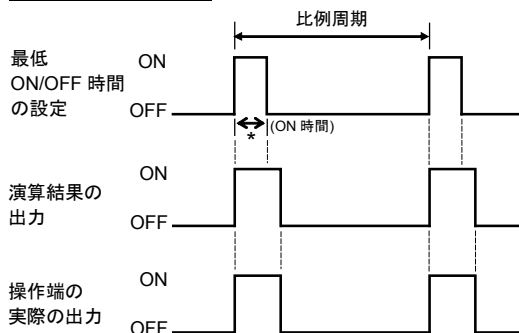 比例周期
最低
ON/OFF 時間
の設定
ON
OFF
(ON 時間)
*
演算結果の
出力
ON
OFF
操作端の
実際の出力
ON
OFF